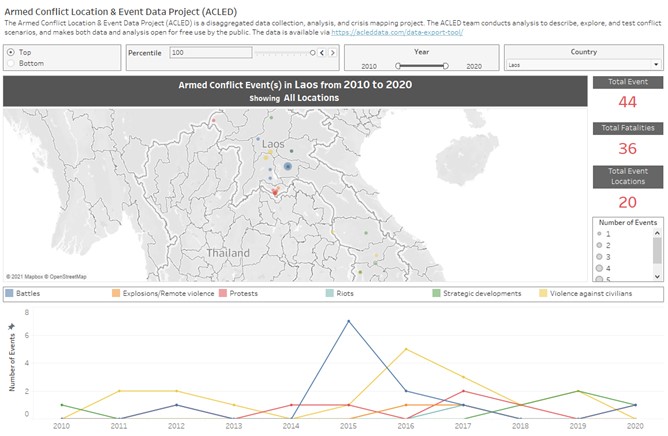 Armed Conflict Location & Event Data Project (ACLED)
The Armed Conflict Location & Event Data Project (ACLED) is a disaggregated data collection, analysis, and crisis mapping project. The ACLED team conducts analysis to describe, explore, and test conflict
scenarios, and makes both data and analysis open for free use by the public. The data is available via https://acleddata.com/data-export-tool/
Top
Bottom
Percentile
100
Year
2010
2020
Country
Laos
Armed Conflict Event(s) in Laos from 2010 to 2020
Showing All Locations
Total Event
44
Total Fatalities
36
Total Event
Locations
20
Number of Events
1
2
3
4
5
Laos
Thailand
© 2021 Mapbox © OpenStreetMap
Battles
Explosions/Remote violence
Protests
Riots
Strategic developments
Violence against civilians
Number of Events
8
6
4
2
0
2010
2011
2012
2013
2014
2015
2016
2017
2018
2019
2020